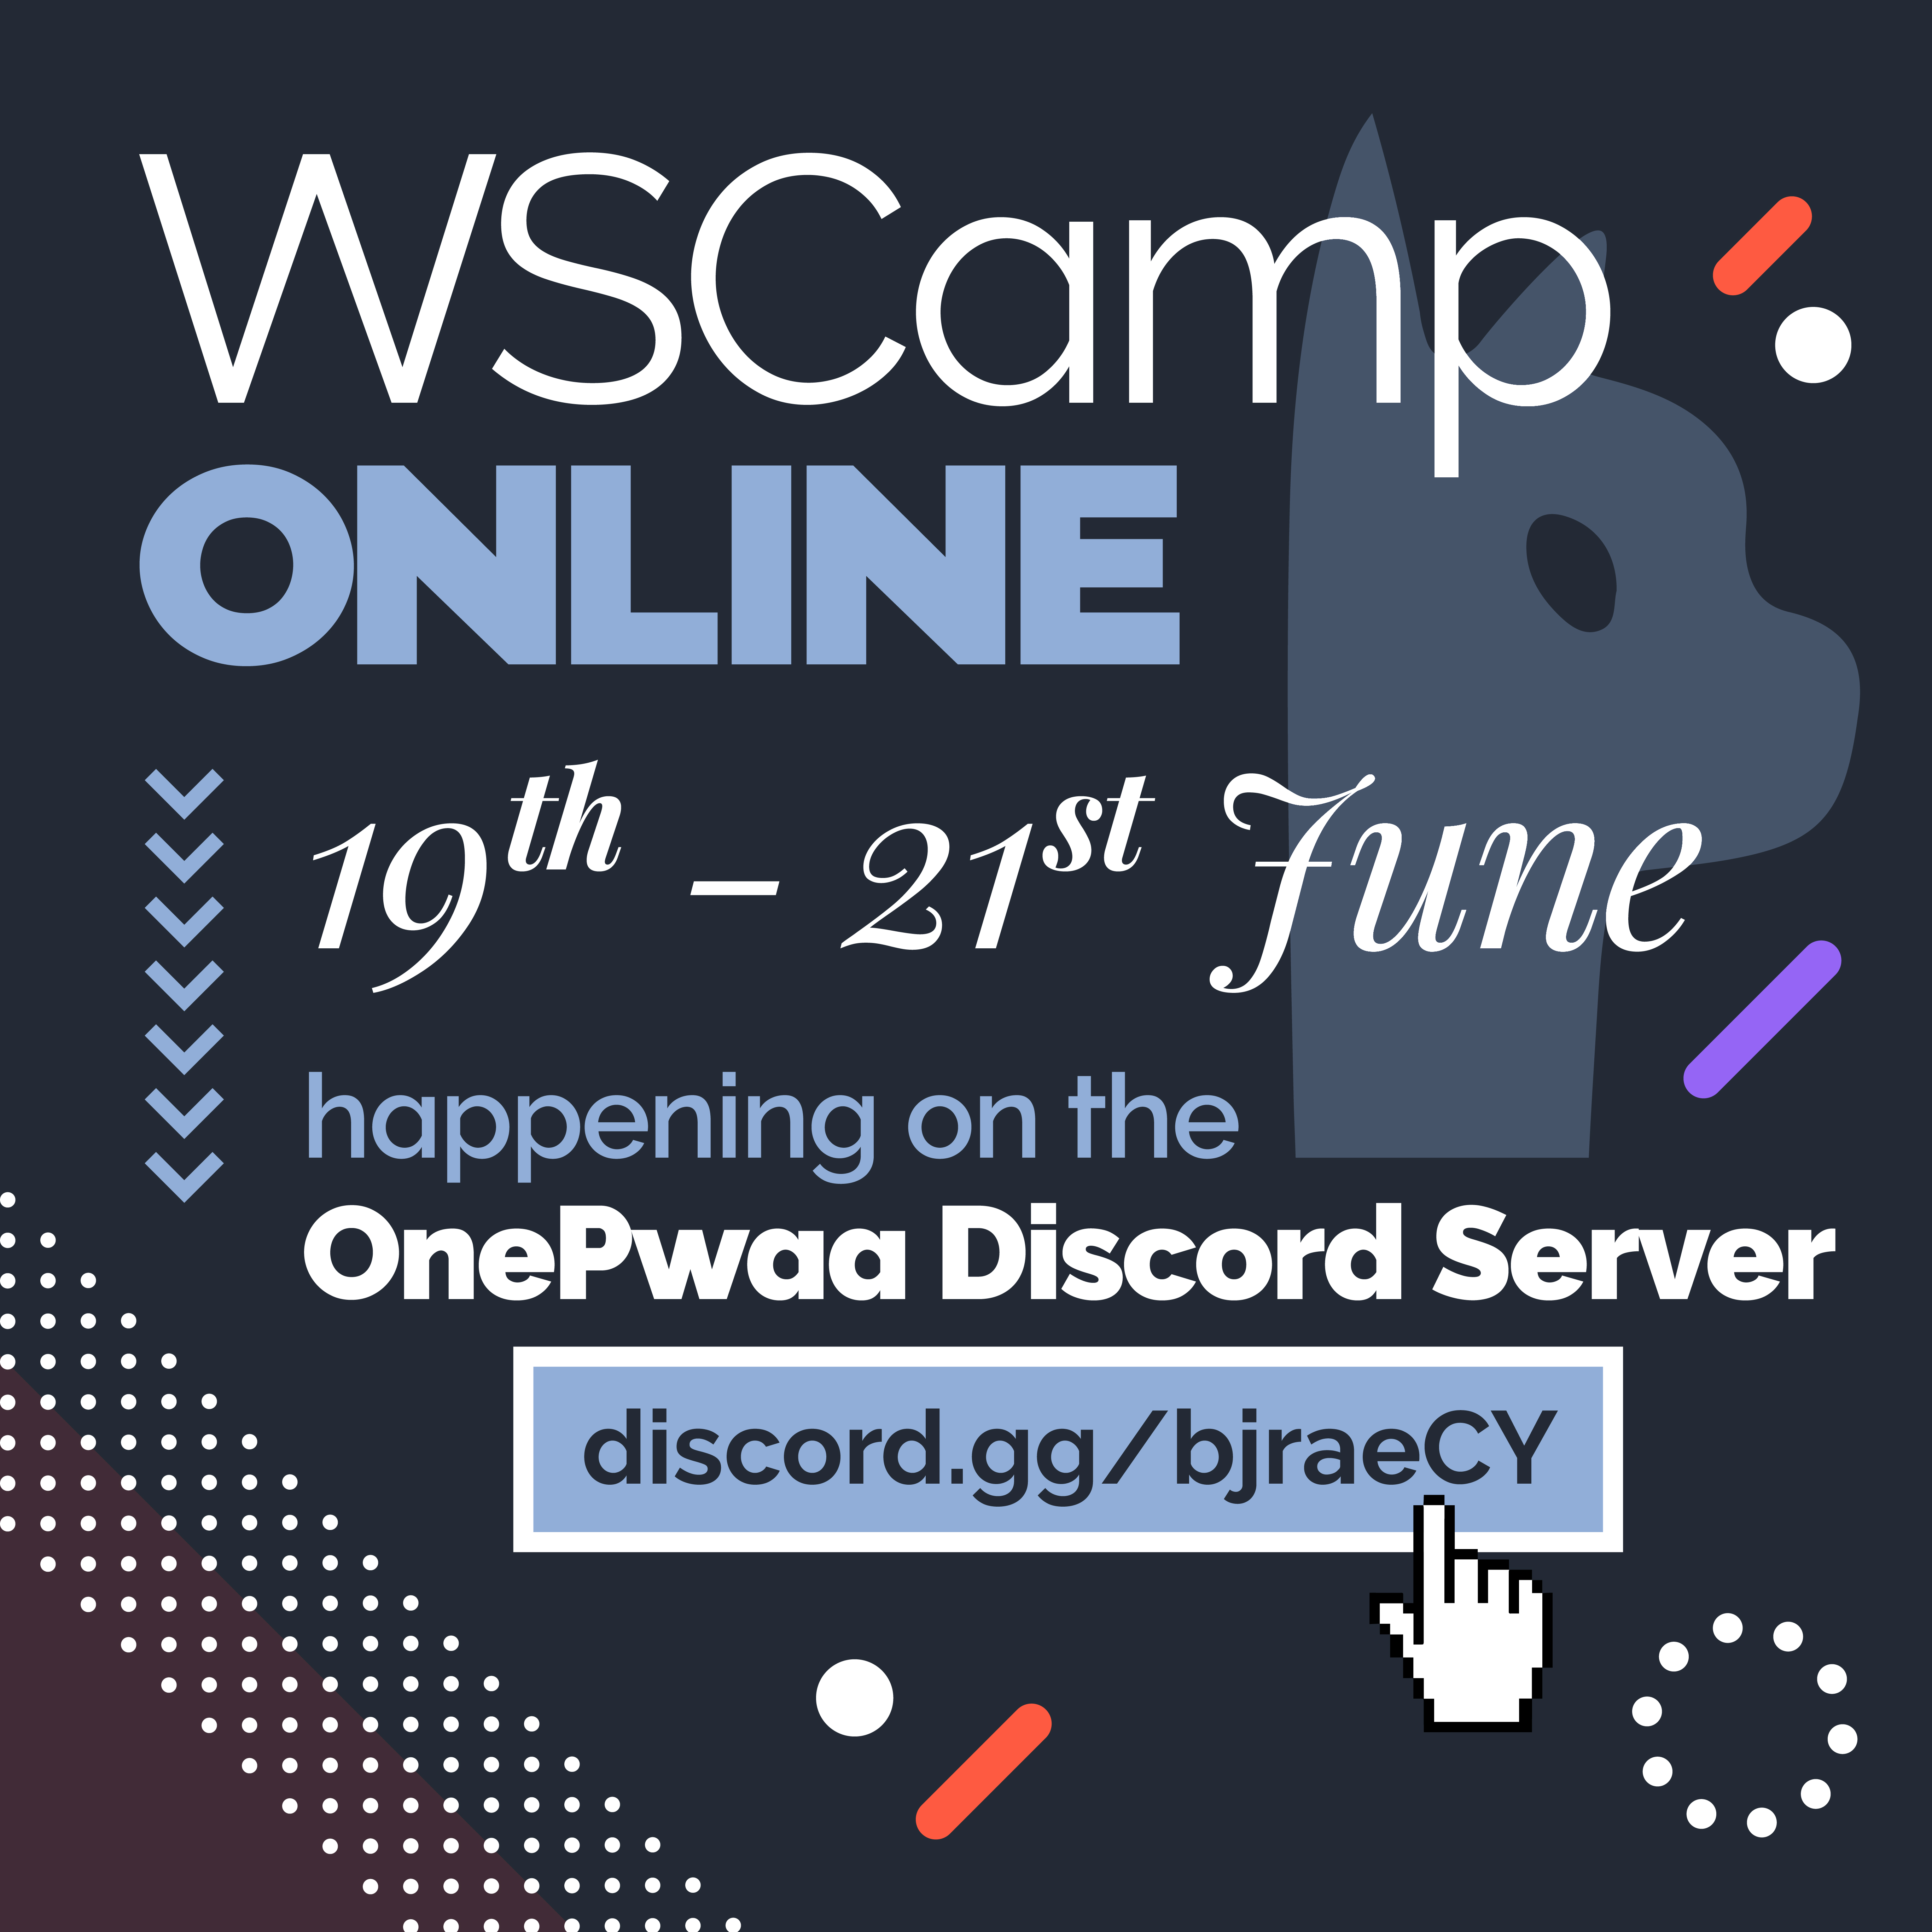 WSCamp
ONLINE
19th – 21st June
happening on the
OnePwaa Discord Server
discord.gg/bjraeCY